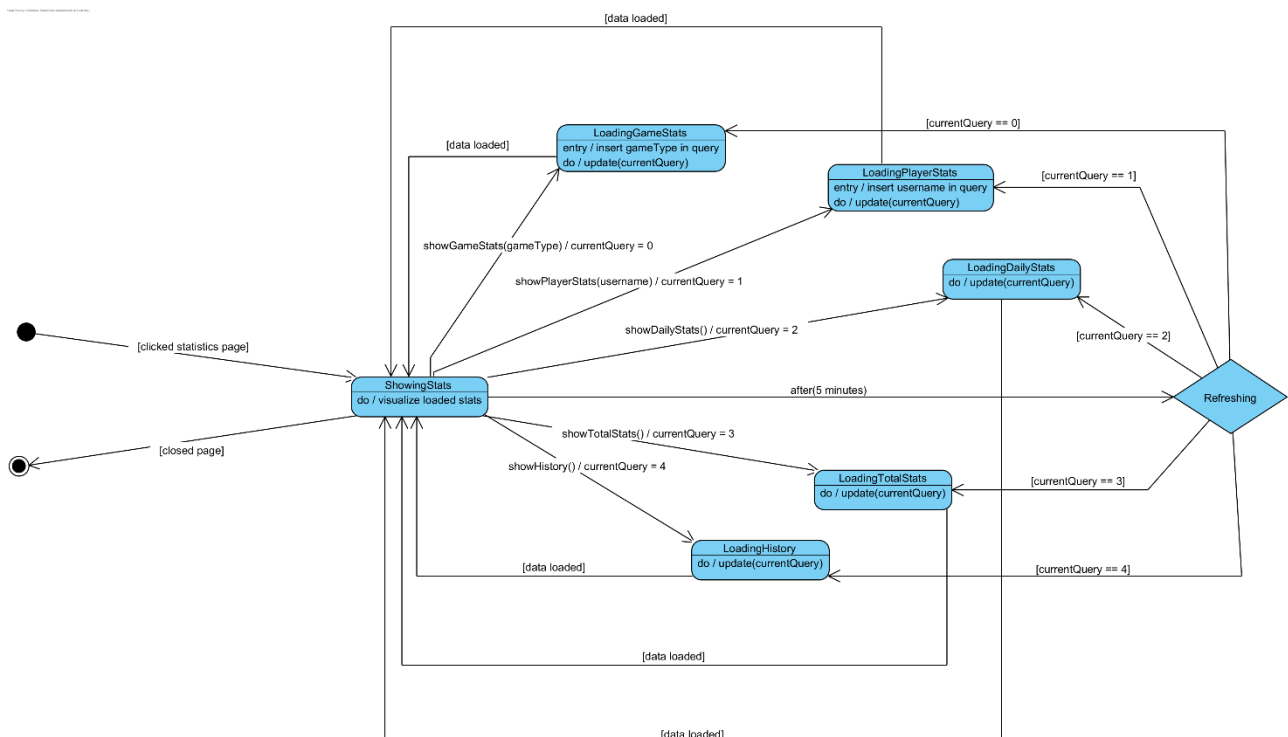 [data loaded]
LoadingGameStats
entry / insert gameType in query
do / update(currentQuery)
[currentQuery == 0]
[data loaded]
LoadingPlayerStats
entry / insert username in query
do / update(currentQuery)
[currentQuery == 1]
showGameStats(gameType) / currentQuery = 0
LoadingDailyStats
do / update(currentQuery)
showPlayerStats(username) / currentQuery = 1
showDailyStats() / currentQuery = 2
[currentQuery == 2]
[clicked statistics page]
ShowingStats
do / visualize loaded stats
after(5 minutes)
Refreshing
[closed page]
showTotalStats() / currentQuery = 3
showHistory() / currentQuery = 4
LoadingTotalStats
do / update(currentQuery)
[currentQuery == 3]
LoadingHistory
do / update(currentQuery)
[data loaded]
[currentQuery == 4]
[data loaded]
[data loaded]